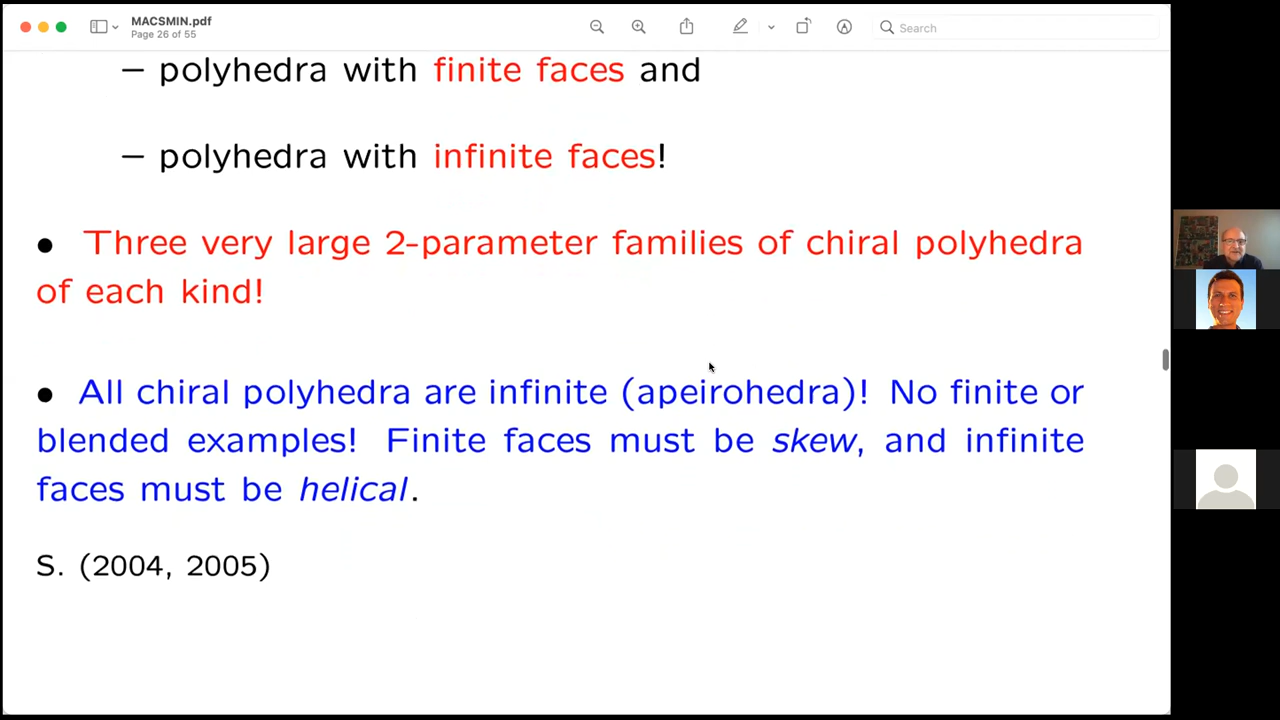 MACSMIN.pdf
Page 26 of 55
Search
– polyhedra with finite faces and
– polyhedra with infinite faces!
● Three very large 2-parameter families of chiral polyhedra
of each kind!
● All chiral polyhedra are infinite (apeirohedra)! No finite or
blended examples! Finite faces must be skew, and infinite
faces must be helical.
S. (2004, 2005)